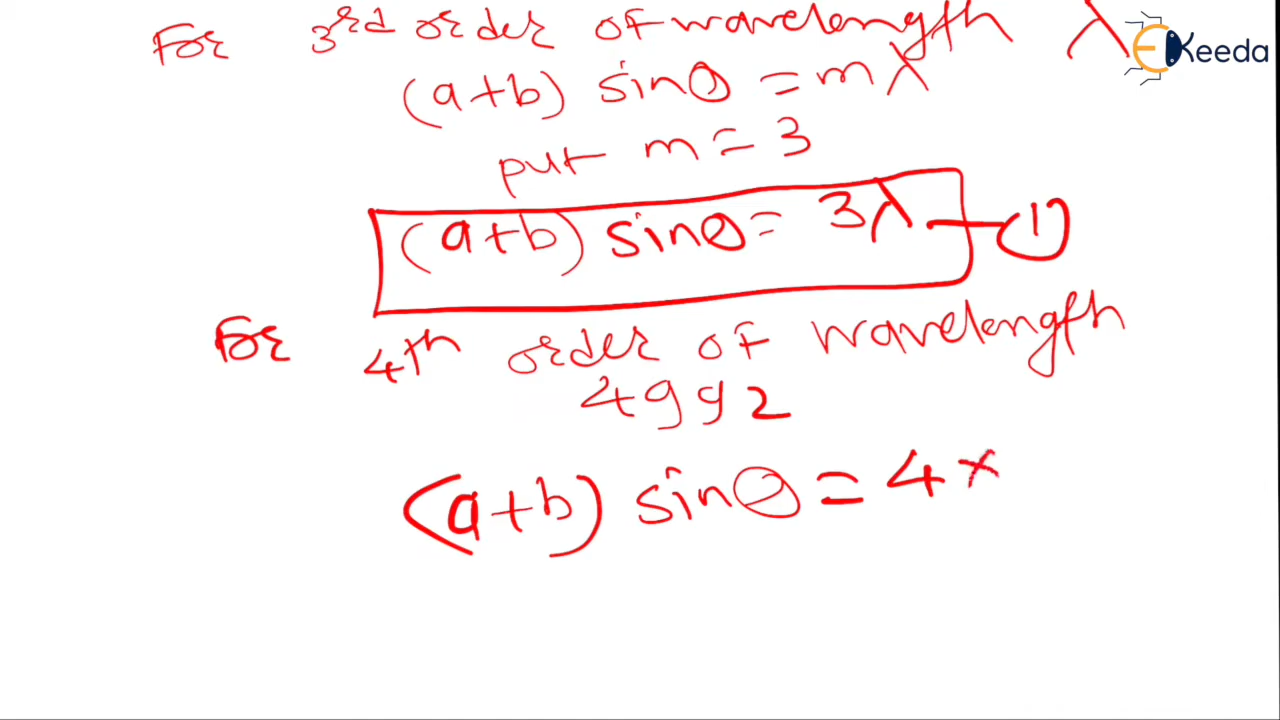 For 3rd order of wavelength λ
EKeeda
(a+b) sinθ = mλ
put m = 3
(a+b) sinθ = 3λ — (1)
For 4th order of wavelength
4992
(a+b) sinθ = 4 ×